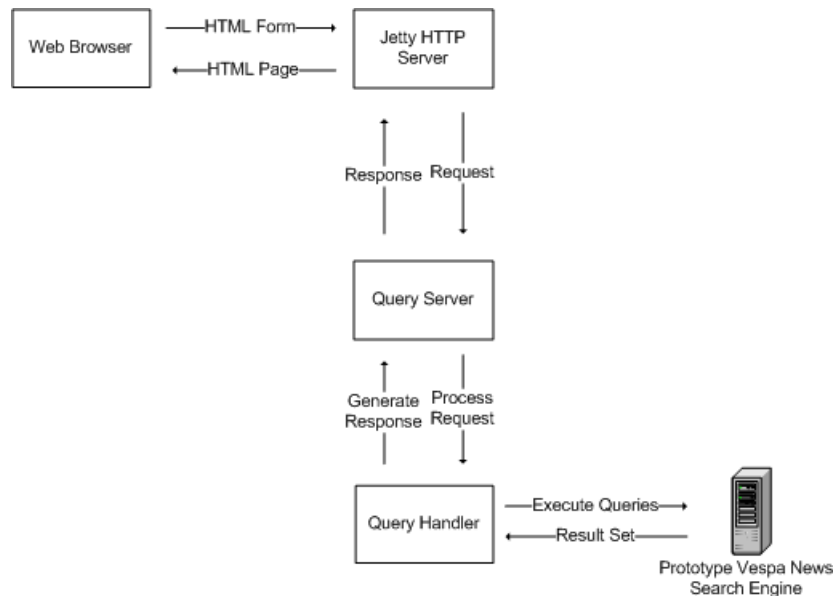 Web Browser
HTML Form
HTML Page
Jetty HTTP
Server
Response
Request
Query Server
Generate
Response
Process
Request
Query Handler
Execute Queries
Result Set
Prototype Vespa News
Search Engine